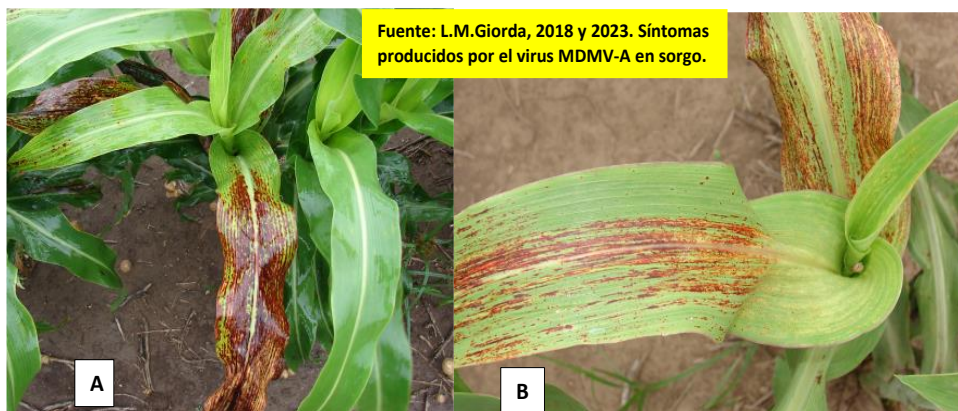 Fuente: L.M.Giorda, 2018 y 2023. Síntomas
producidos por el virus MDMV-A en sorgo.
A
B